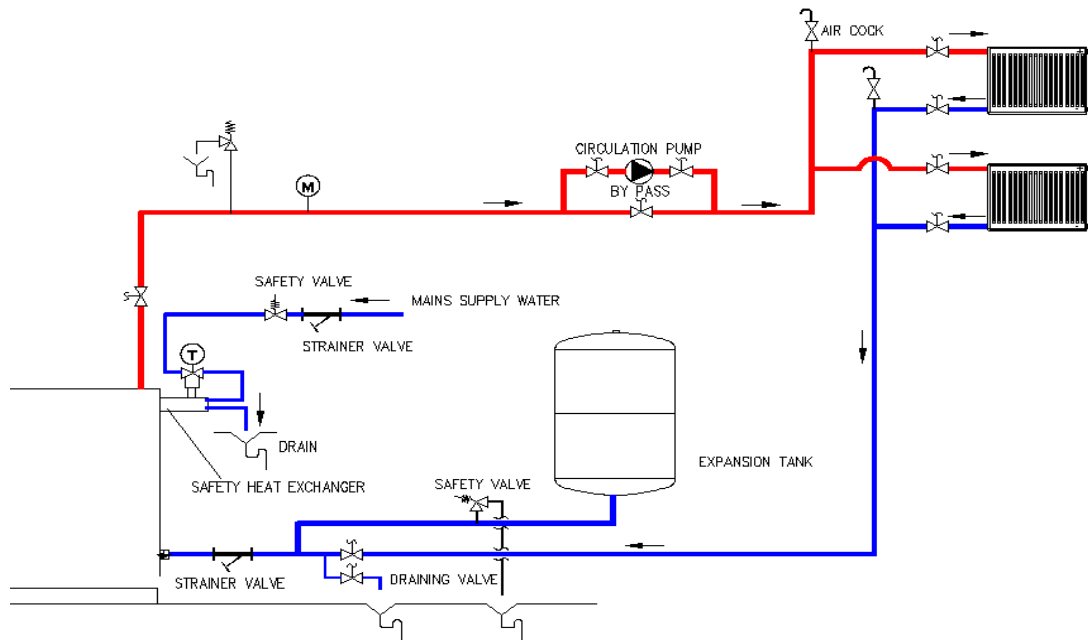 AIR COCK
CIRCULATION PUMP
BY PASS
M
SAFETY VALVE
MAINS SUPPLY WATER
STRAINER VALVE
T
DRAIN
SAFETY HEAT EXCHANGER
EXPANSION TANK
SAFETY VALVE
STRAINER VALVE
DRAINING VALVE